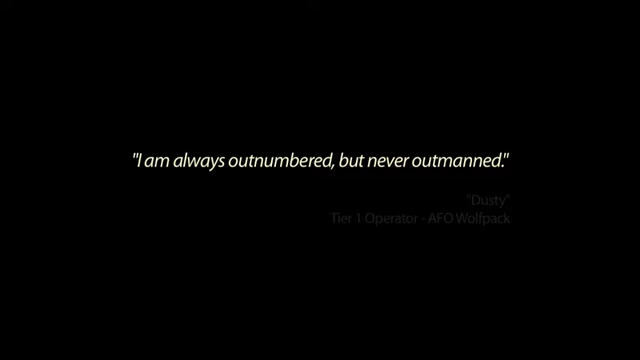 "I am always outnumbered, but never outmanned."
"Dusty"
Tier 1 Operator - AFO Wolfpack